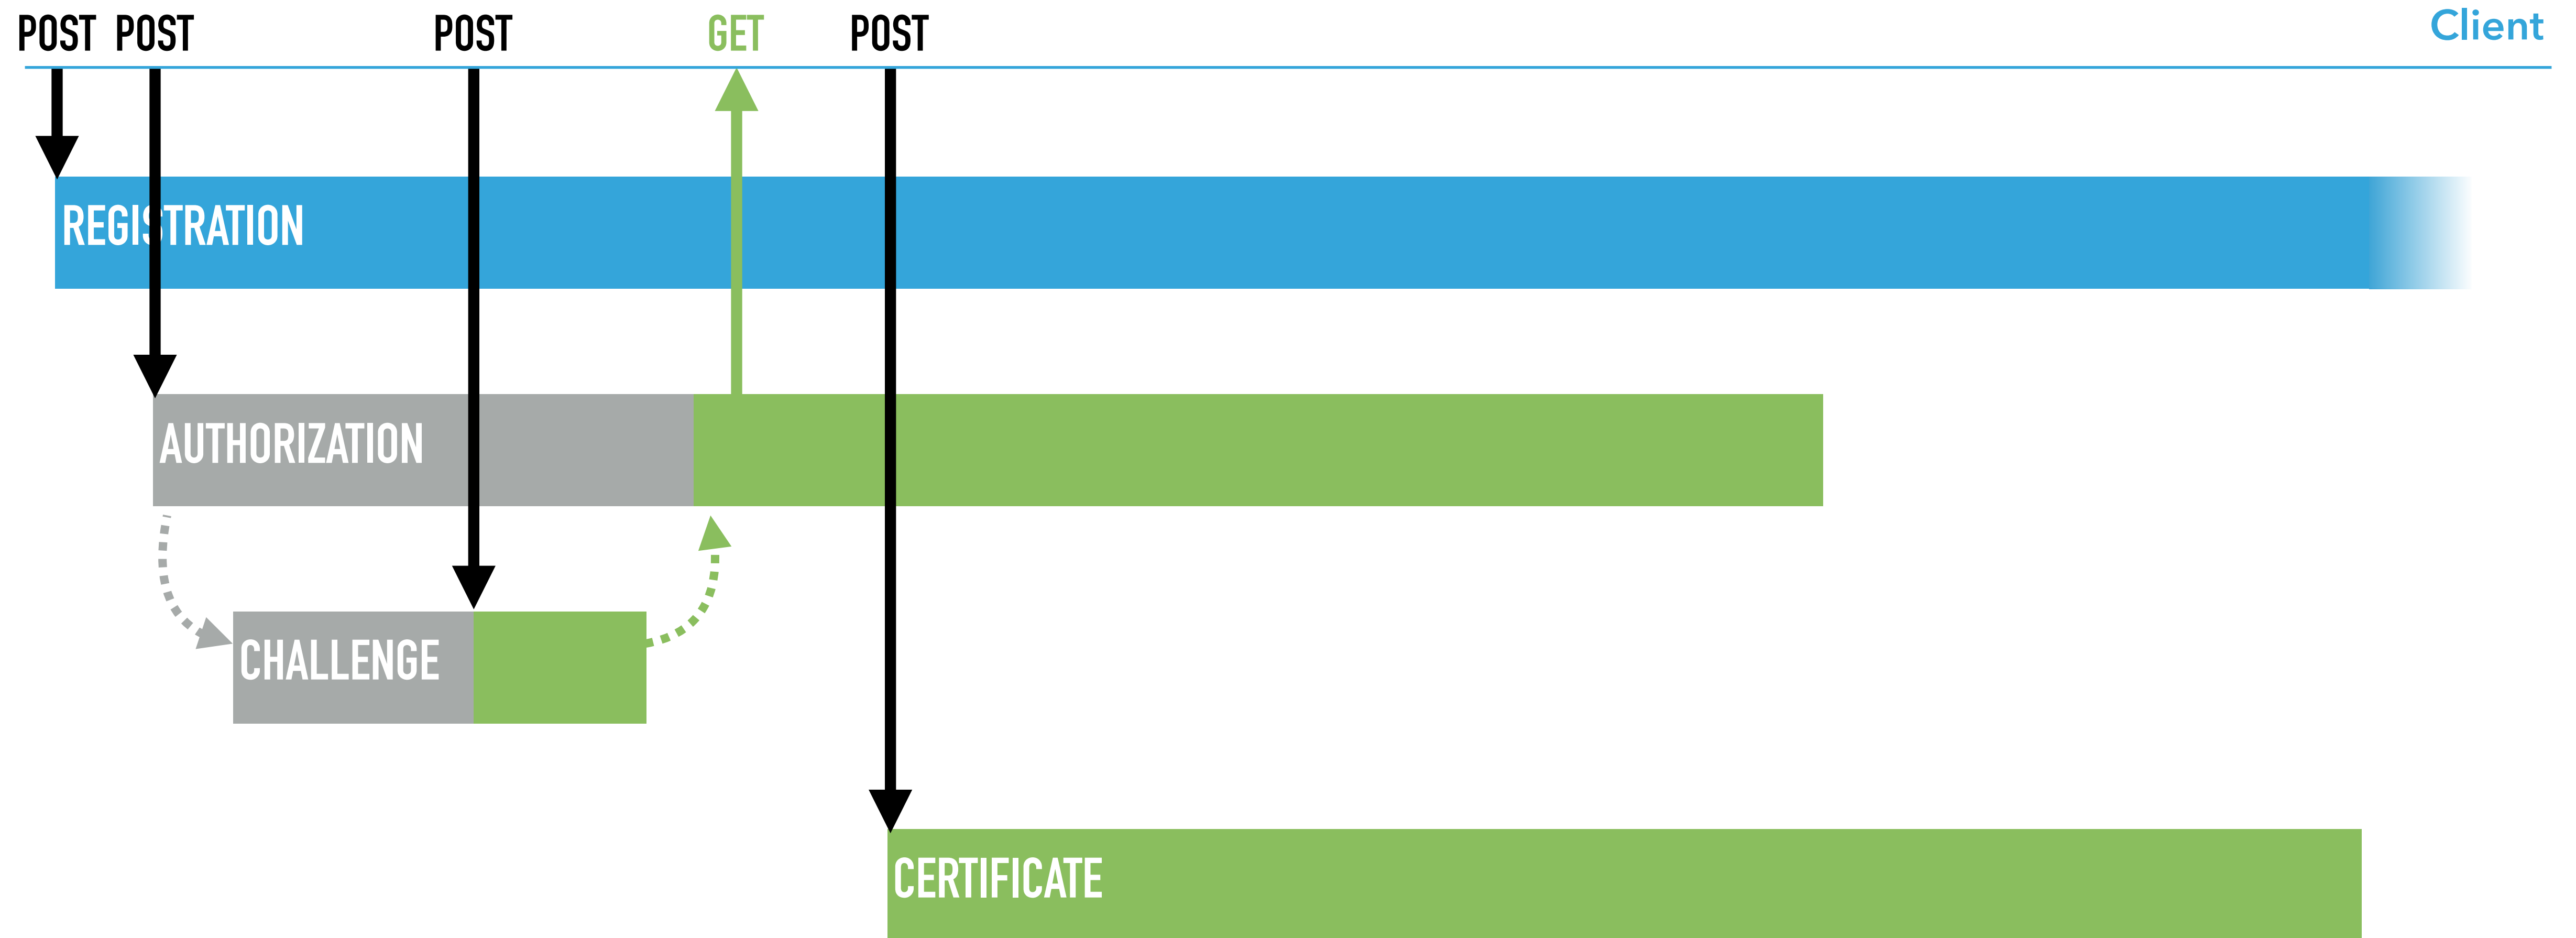 POST POST POST GET POST Client
REGISTRATION
AUTHORIZATION
CHALLENGE
CERTIFICATE